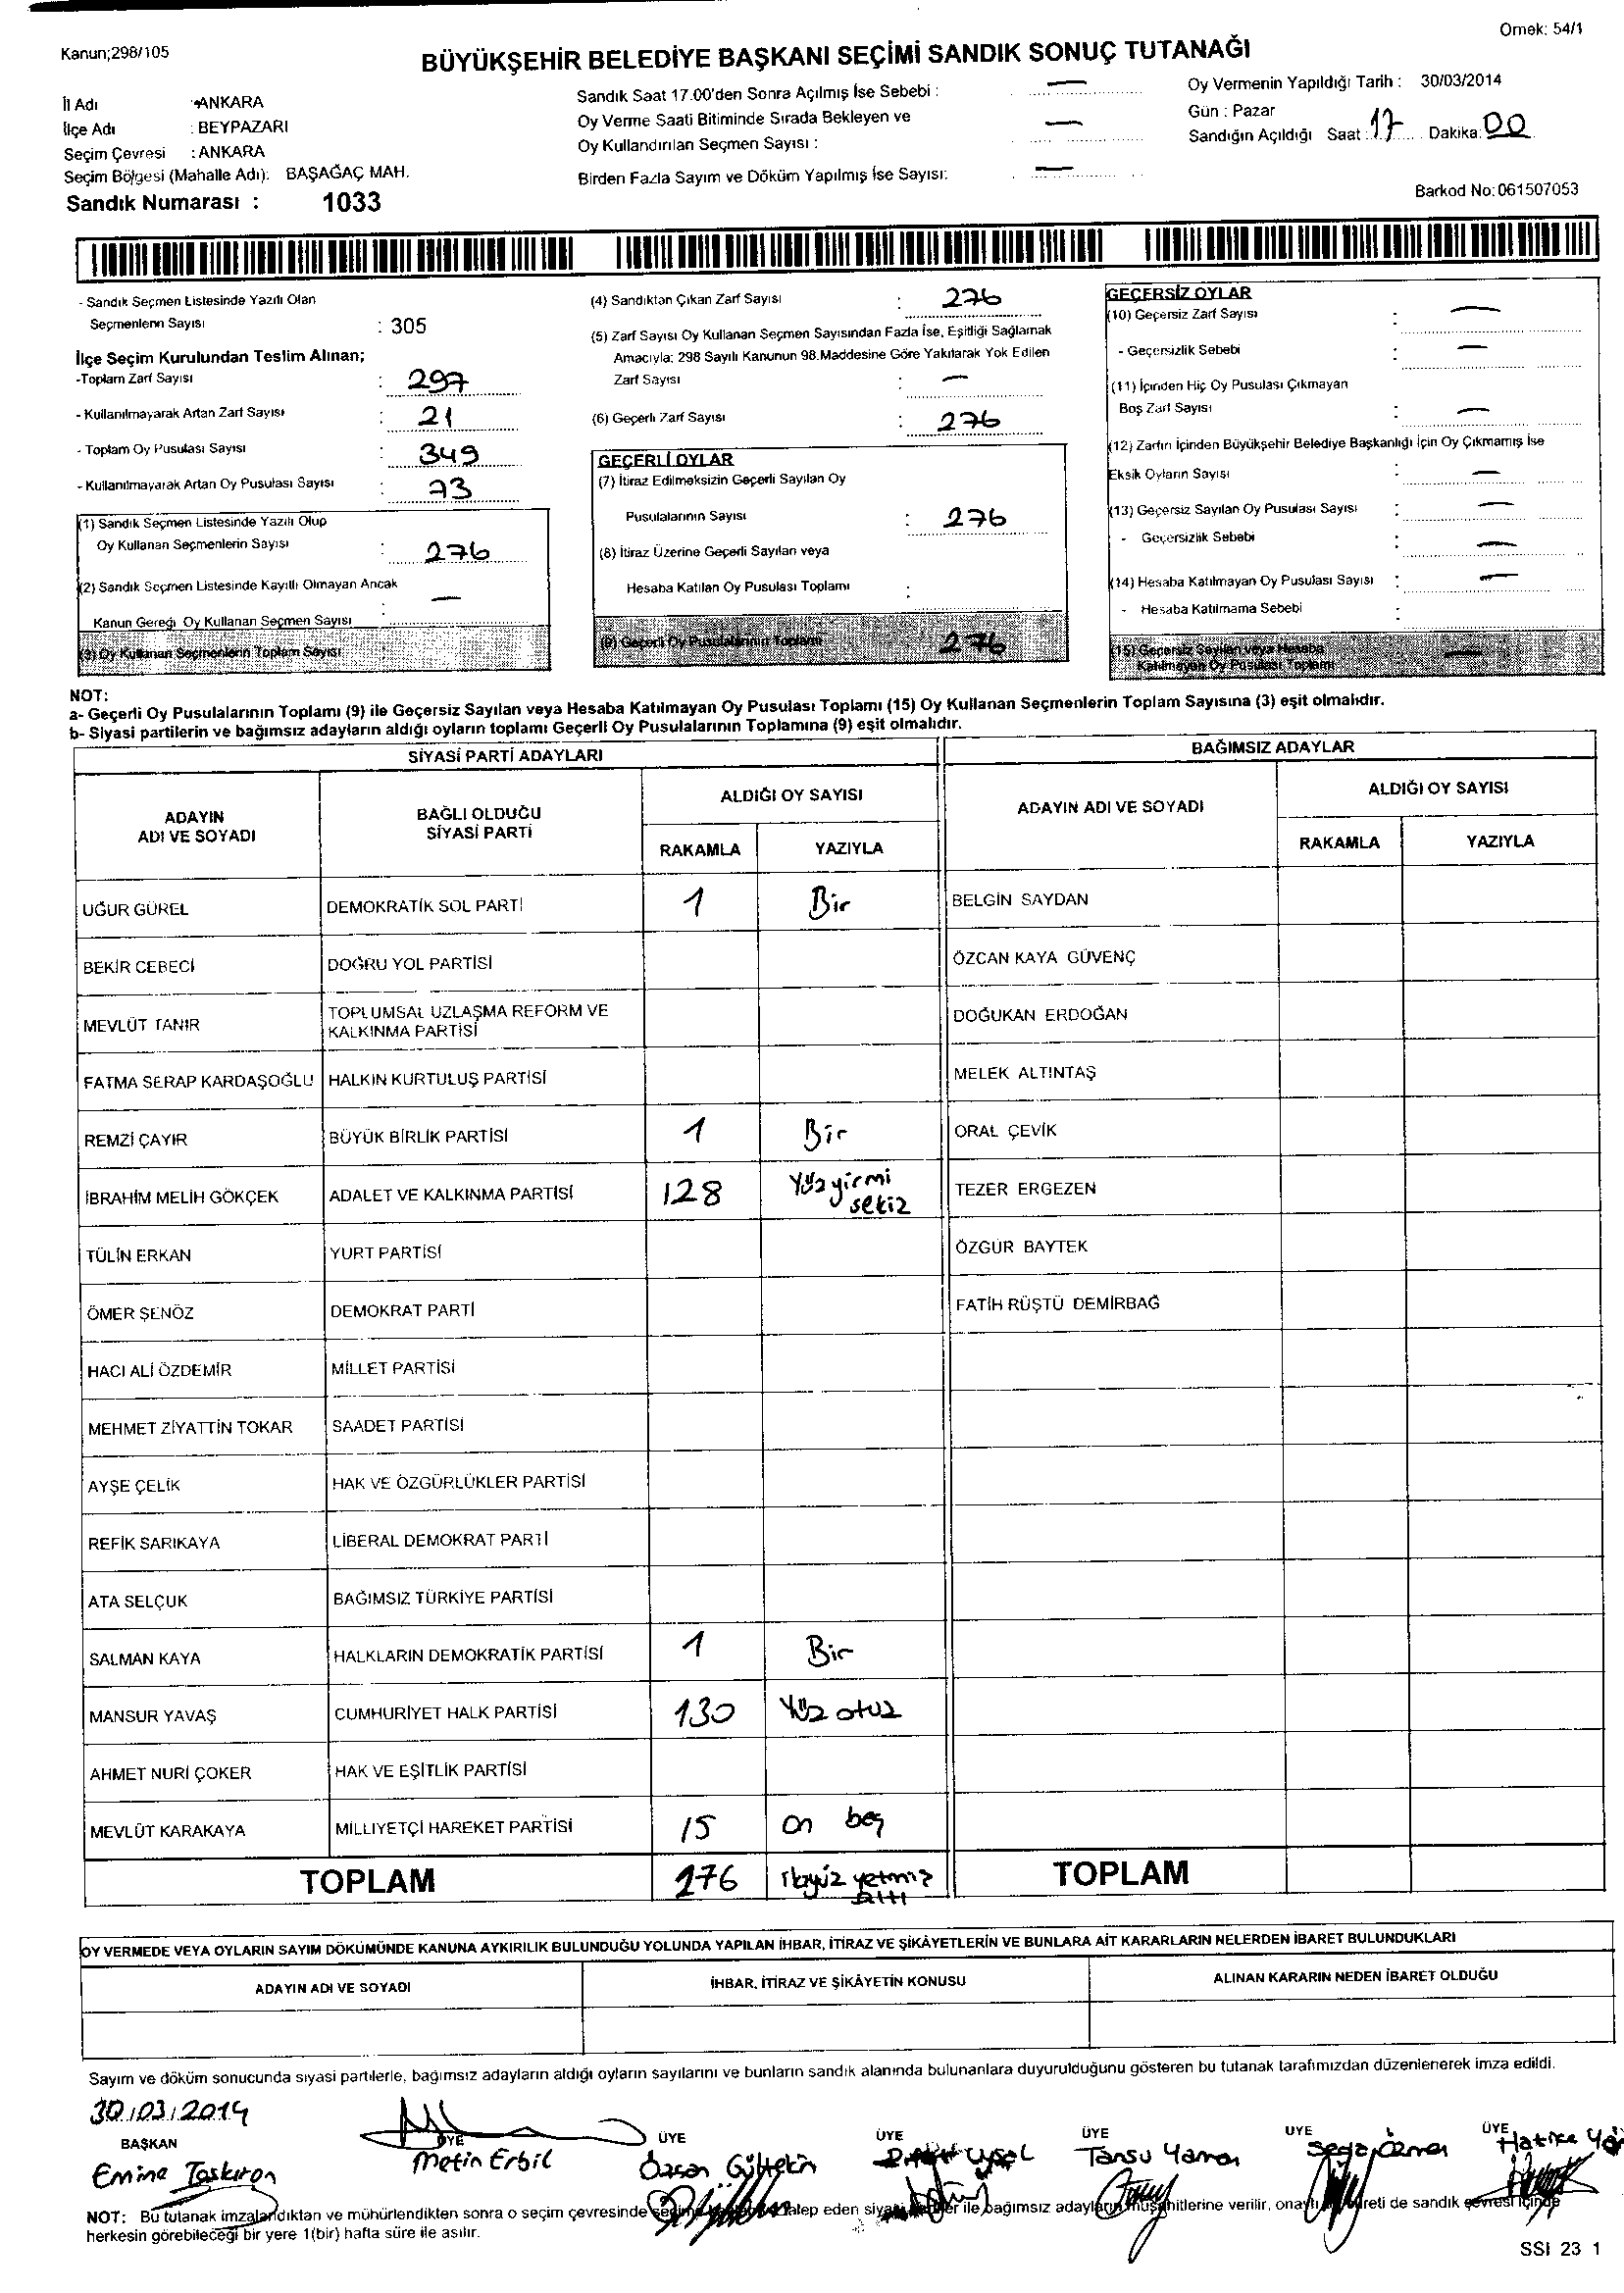 Kanun;298/105
Örnek: 54/1
BÜYÜKŞEHİR BELEDİYE BAŞKANI SEÇİMİ SANDIK SONUÇ TUTANAĞI
İl Adı : ANKARA
İlçe Adı : BEYPAZARI
Seçim Çevresi : ANKARA
Seçim Bölgesi (Mahalle Adı): BAŞAĞAÇ MAH.
Sandık Numarası : 1033
Sandık Saat 17.00'den Sonra Açılmış İse Sebebi : —
Oy Verme Saati Bitiminde Sırada Bekleyen ve
Oy Kullandırılan Seçmen Sayısı : —
Birden Fazla Sayım ve Döküm Yapılmış İse Sayısı: —
Oy Vermenin Yapıldığı Tarih : 30/03/2014
Gün : Pazar
Sandığın Açıldığı Saat : 17 Dakika: 00
Barkod No: 061507053
- Sandık Seçmen Listesinde Yazılı Olan
Seçmenlerin Sayısı : 305
İlçe Seçim Kurulundan Teslim Alınan;
-Toplam Zarf Sayısı : 297
- Kullanılmayarak Artan Zarf Sayısı : 21
- Toplam Oy Pusulası Sayısı : 349
- Kullanılmayarak Artan Oy Pusulası Sayısı : 73
(1) Sandık Seçmen Listesinde Yazılı Olup
Oy Kullanan Seçmenlerin Sayısı : 276
(2) Sandık Seçmen Listesinde Kayıtlı Olmayan Ancak
Kanun Gereği Oy Kullanan Seçmen Sayısı : —
(3) Oy Kullanan Seçmenlerin Toplam Sayısı
(4) Sandıktan Çıkan Zarf Sayısı : 276
(5) Zarf Sayısı Oy Kullanan Seçmen Sayısından Fazla İse, Eşitliği Sağlamak
Amacıyla: 298 Sayılı Kanunun 98.Maddesine Göre Yakılarak Yok Edilen
Zarf Sayısı : —
(6) Geçerli Zarf Sayısı : 276
GEÇERLİ OYLAR
(7) İtiraz Edilmeksizin Geçerli Sayılan Oy
Pusulalarının Sayısı : 276
(8) İtiraz Üzerine Geçerli Sayılan veya
Hesaba Katılan Oy Pusulası Toplamı :
(9) Geçerli Oy Pusulalarının Toplamı 276
GEÇERSİZ OYLAR
(10) Geçersiz Zarf Sayısı : —
- Geçersizlik Sebebi : —
(11) İçinden Hiç Oy Pusulası Çıkmayan
Boş Zarf Sayısı : —
(12) Zarfın İçinden Büyükşehir Belediye Başkanlığı İçin Oy Çıkmamış İse
Eksik Oyların Sayısı : —
(13) Geçersiz Sayılan Oy Pusulası Sayısı : —
- Geçersizlik Sebebi : —
(14) Hesaba Katılmayan Oy Pusulası Sayısı : —
- Hesaba Katılmama Sebebi :
(15) Geçersiz Sayılan veya Hesaba
Katılmayan Oy Pusulası Toplamı —
NOT:
a- Geçerli Oy Pusulalarının Toplamı (9) ile Geçersiz Sayılan veya Hesaba Katılmayan Oy Pusulası Toplamı (15) Oy Kullanan Seçmenlerin Toplam Sayısına (3) eşit olmalıdır.
b- Siyasi partilerin ve bağımsız adayların aldığı oyların toplamı Geçerli Oy Pusulalarının Toplamına (9) eşit olmalıdır.
SİYASİ PARTİ ADAYLARI
ADAYIN ADI VE SOYADI
BAĞLI OLDUĞU SİYASİ PARTİ
ALDIĞI OY SAYISI
RAKAMLA YAZIYLA
UĞUR GÜREL DEMOKRATİK SOL PARTİ 1 Bir
BEKİR CEBECİ DOĞRU YOL PARTİSİ
MEVLÜT TANIR TOPLUMSAL UZLAŞMA REFORM VE KALKINMA PARTİSİ
FATMA SERAP KARDAŞOĞLU HALKIN KURTULUŞ PARTİSİ
REMZİ ÇAYIR BÜYÜK BİRLİK PARTİSİ 1 Bir
İBRAHİM MELİH GÖKÇEK ADALET VE KALKINMA PARTİSİ 128 Yüzyirmi sekiz
TÜLİN ERKAN YURT PARTİSİ
ÖMER ŞENÖZ DEMOKRAT PARTİ
HACI ALİ ÖZDEMİR MİLLET PARTİSİ
MEHMET ZİYATTİN TOKAR SAADET PARTİSİ
AYŞE ÇELİK HAK VE ÖZGÜRLÜKLER PARTİSİ
REFİK SARIKAYA LİBERAL DEMOKRAT PARTİ
ATA SELÇUK BAĞIMSIZ TÜRKİYE PARTİSİ
SALMAN KAYA HALKLARIN DEMOKRATİK PARTİSİ 1 Bir
MANSUR YAVAŞ CUMHURİYET HALK PARTİSİ 130 Yüz otuz
AHMET NURİ ÇOKER HAK VE EŞİTLİK PARTİSİ
MEVLÜT KARAKAYA MİLLİYETÇİ HAREKET PARTİSİ 15 on beş
TOPLAM 276 ikiyüz yetmiş altı
BAĞIMSIZ ADAYLAR
ADAYIN ADI VE SOYADI
ALDIĞI OY SAYISI
RAKAMLA YAZIYLA
BELGİN SAYDAN
ÖZCAN KAYA GÜVENÇ
DOĞUKAN ERDOĞAN
MELEK ALTINTAŞ
ORAL ÇEVİK
TEZER ERGEZEN
ÖZGÜR BAYTEK
FATİH RÜŞTÜ DEMİRBAĞ
TOPLAM
OY VERMEDE VEYA OYLARIN SAYIM DÖKÜMÜNDE KANUNA AYKIRILIK BULUNDUĞU YOLUNDA YAPILAN İHBAR, İTİRAZ VE ŞİKÂYETLERİN VE BUNLARA AİT KARARLARIN NELERDEN İBARET BULUNDUKLARI
ADAYIN ADI VE SOYADI İHBAR, İTİRAZ VE ŞİKÂYETİN KONUSU ALINAN KARARIN NEDEN İBARET OLDUĞU
Sayım ve döküm sonucunda siyasi partilerle, bağımsız adayların aldığı oyların sayılarını ve bunların sandık alanında bulunanlara duyurulduğunu gösteren bu tutanak tarafımızdan düzenlenerek imza edildi.
30/03/2014
BAŞKAN ÜYE ÜYE ÜYE ÜYE ÜYE ÜYE
Emine Taşkıran Metin Erbil Özcan Gültekin Uysal Tansu Yaman Hatice
NOT: Bu tutanak imzalandıktan ve mühürlendikten sonra o seçim çevresinde talep eden siyasi ile bağımsız adayların müşahitlerine verilir, onaylı sureti de sandık çevresi içinde
herkesin görebileceği bir yere 1(bir) hafta süre ile asılır.
SSI 23 1